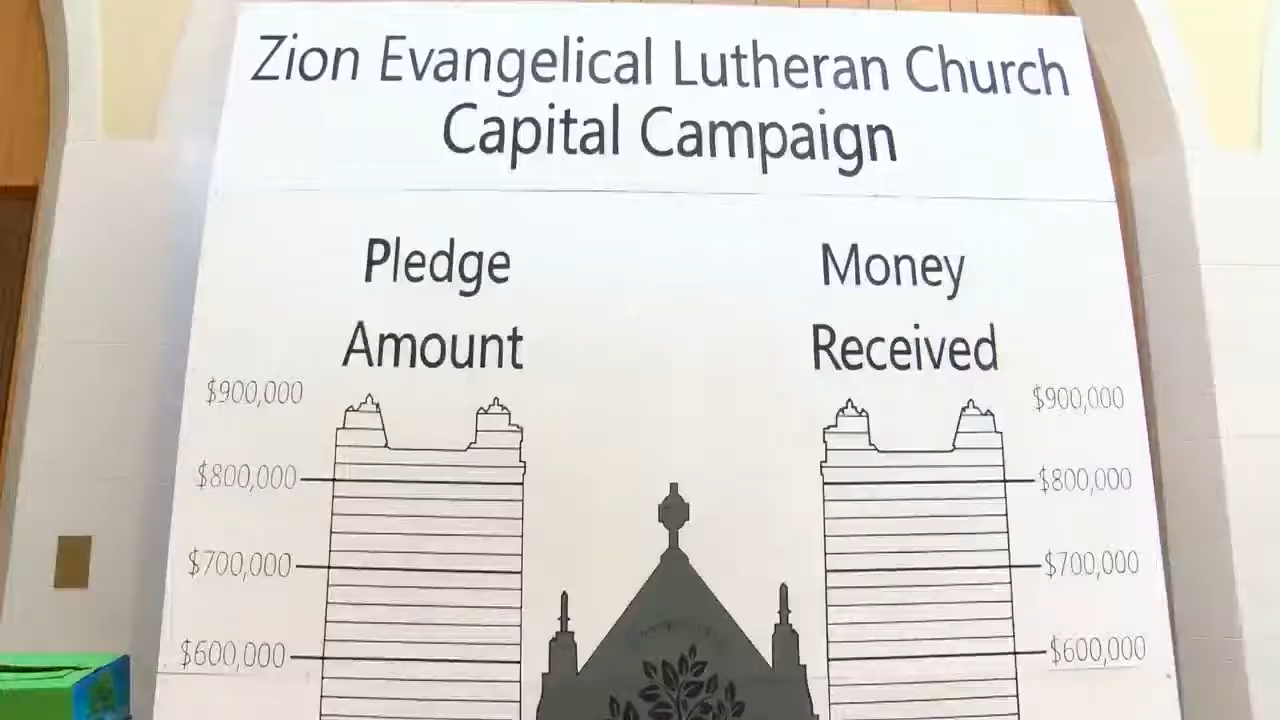 Zion Evangelical Lutheran Church
Capital Campaign
Pledge
Amount
Money
Received
$900,000
$900,000
$800,000
$800,000
$700,000
$700,000
$600,000
$600,000